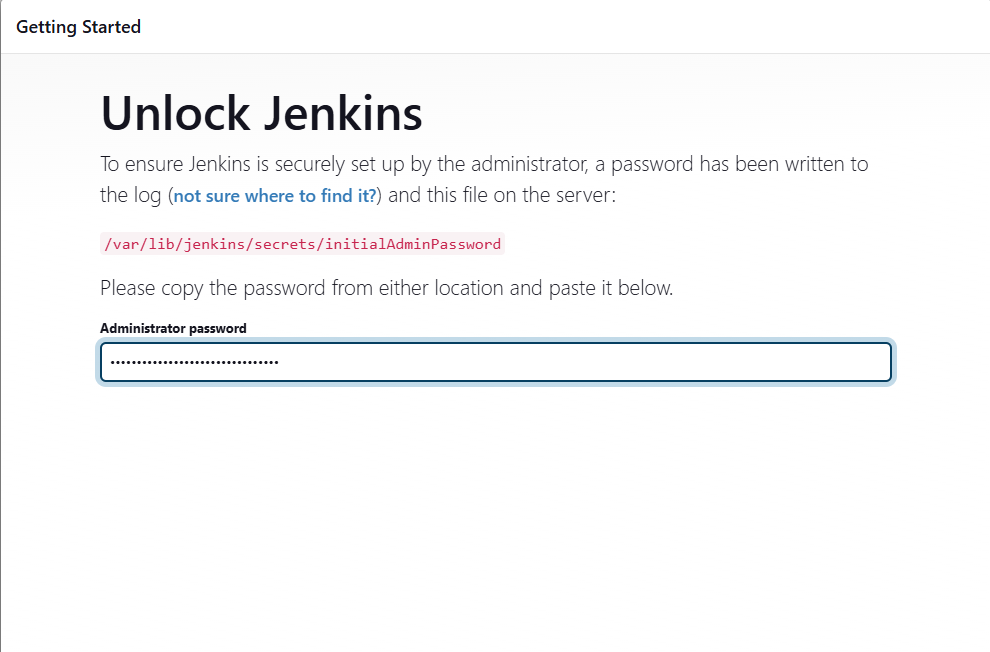 Getting Started
Unlock Jenkins
To ensure Jenkins is securely set up by the administrator, a password has been written to
the log (not sure where to find it?) and this file on the server:
/var/lib/jenkins/secrets/initialAdminPassword
Please copy the password from either location and paste it below.
Administrator password
••••••••••••••••••••••••••••••••